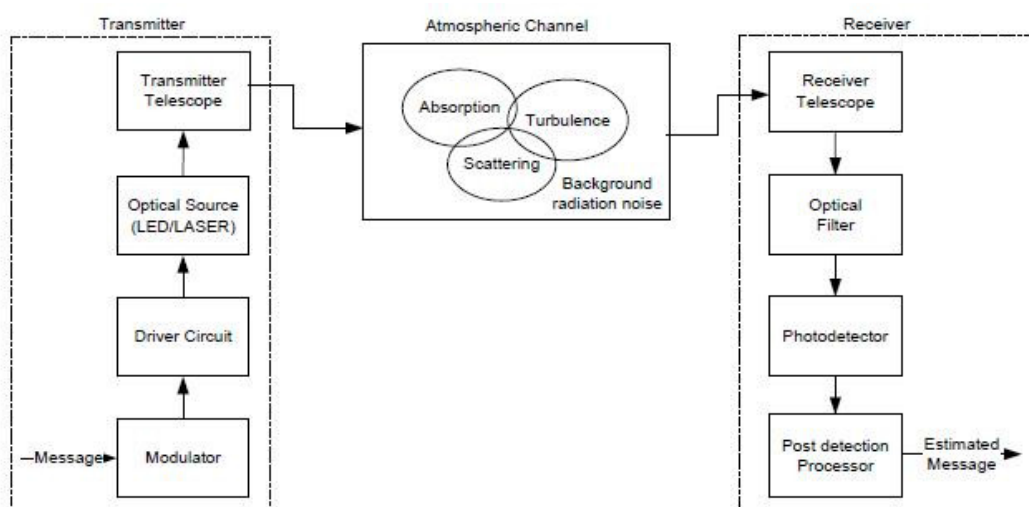 Transmitter
Atmospheric Channel
Receiver
Transmitter
Telescope
Optical Source
(LED/LASER)
Driver Circuit
Message
Modulator
Absorption
Turbulence
Scattering
Background
radiation noise
Receiver
Telescope
Optical
Filter
Photodetector
Post detection
Processor
Estimated
Message